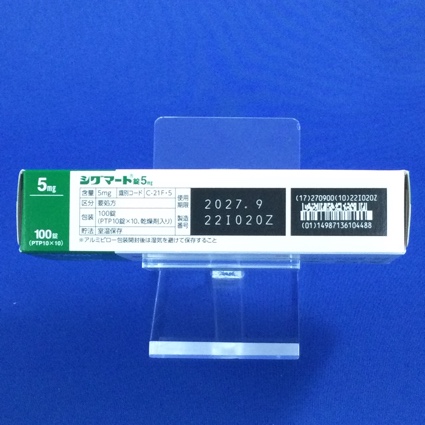 5mg
100錠
(PTP10×10)
シグマート®錠5mg
含量 5mg 識別コード C-21F・5
区分 要処方
包装 100錠
(PTP10錠×10、乾燥剤入り)
貯法 室温保存
※アルミピロー包装開封後は湿気を避けて保存すること
使用期限 2027.9
製造番号 22I020Z
(17)270900(10)22I020Z
(01)14987136104488